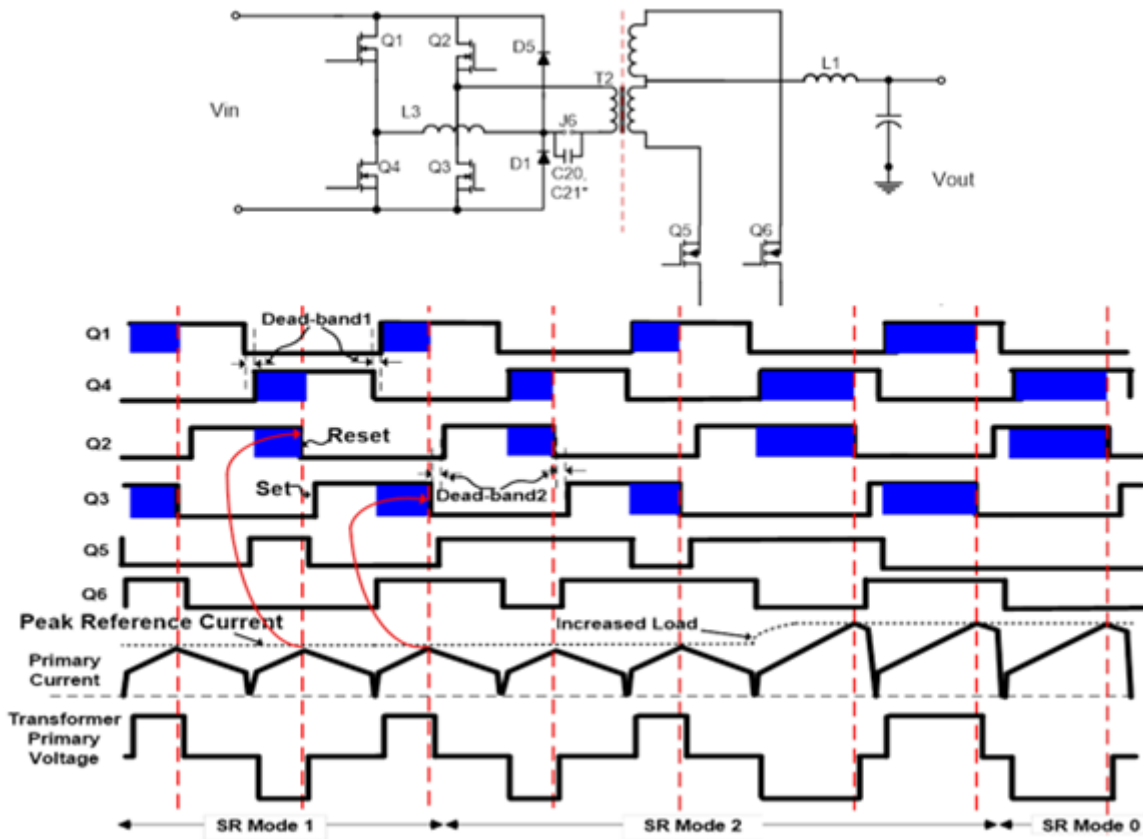 Q1
Q2
D5
Vin
L3
T2
L1
J6
Q4
Q3
D1
C20,
C21*
Vout
Q5
Q6
Q1
Dead-band1
Q4
Q2
Reset
Q3
Set
Dead-band2
Q5
Q6
Peak Reference Current
Increased Load
Primary
Current
Transformer
Primary
Voltage
SR Mode 1
SR Mode 2
SR Mode 0